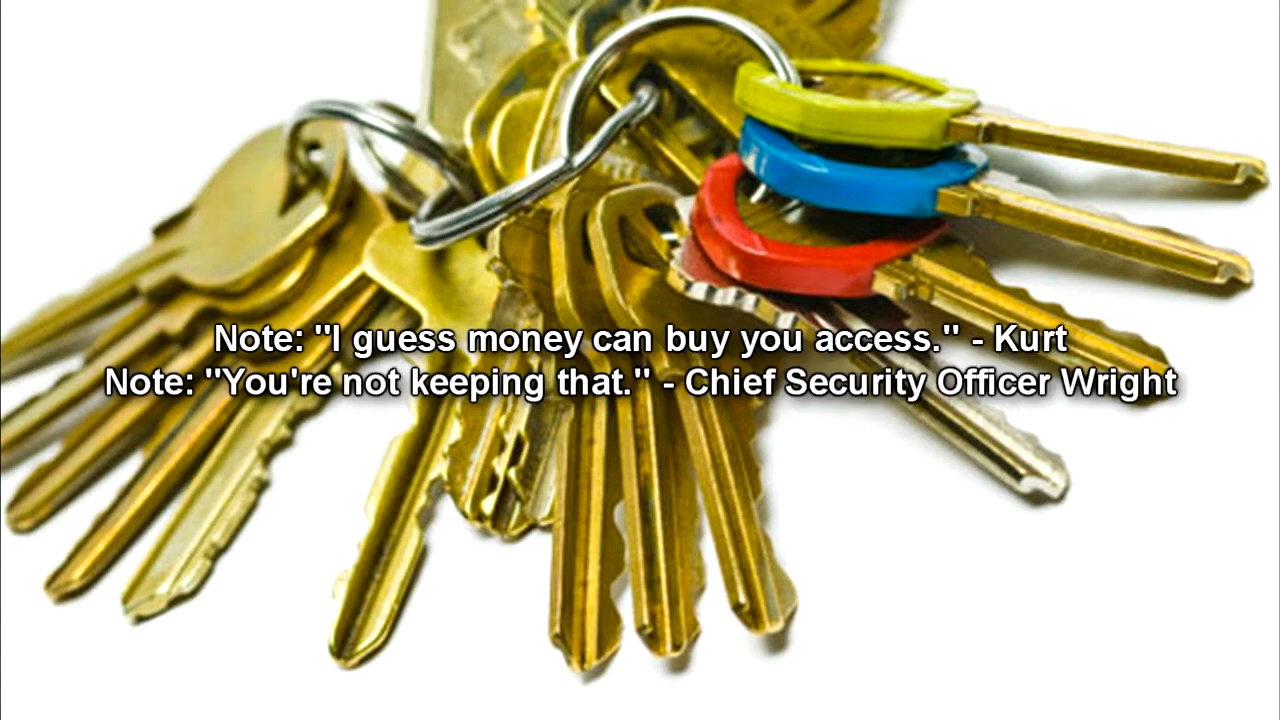 Note: "I guess money can buy you access." - Kurt
Note: "You're not keeping that." - Chief Security Officer Wright